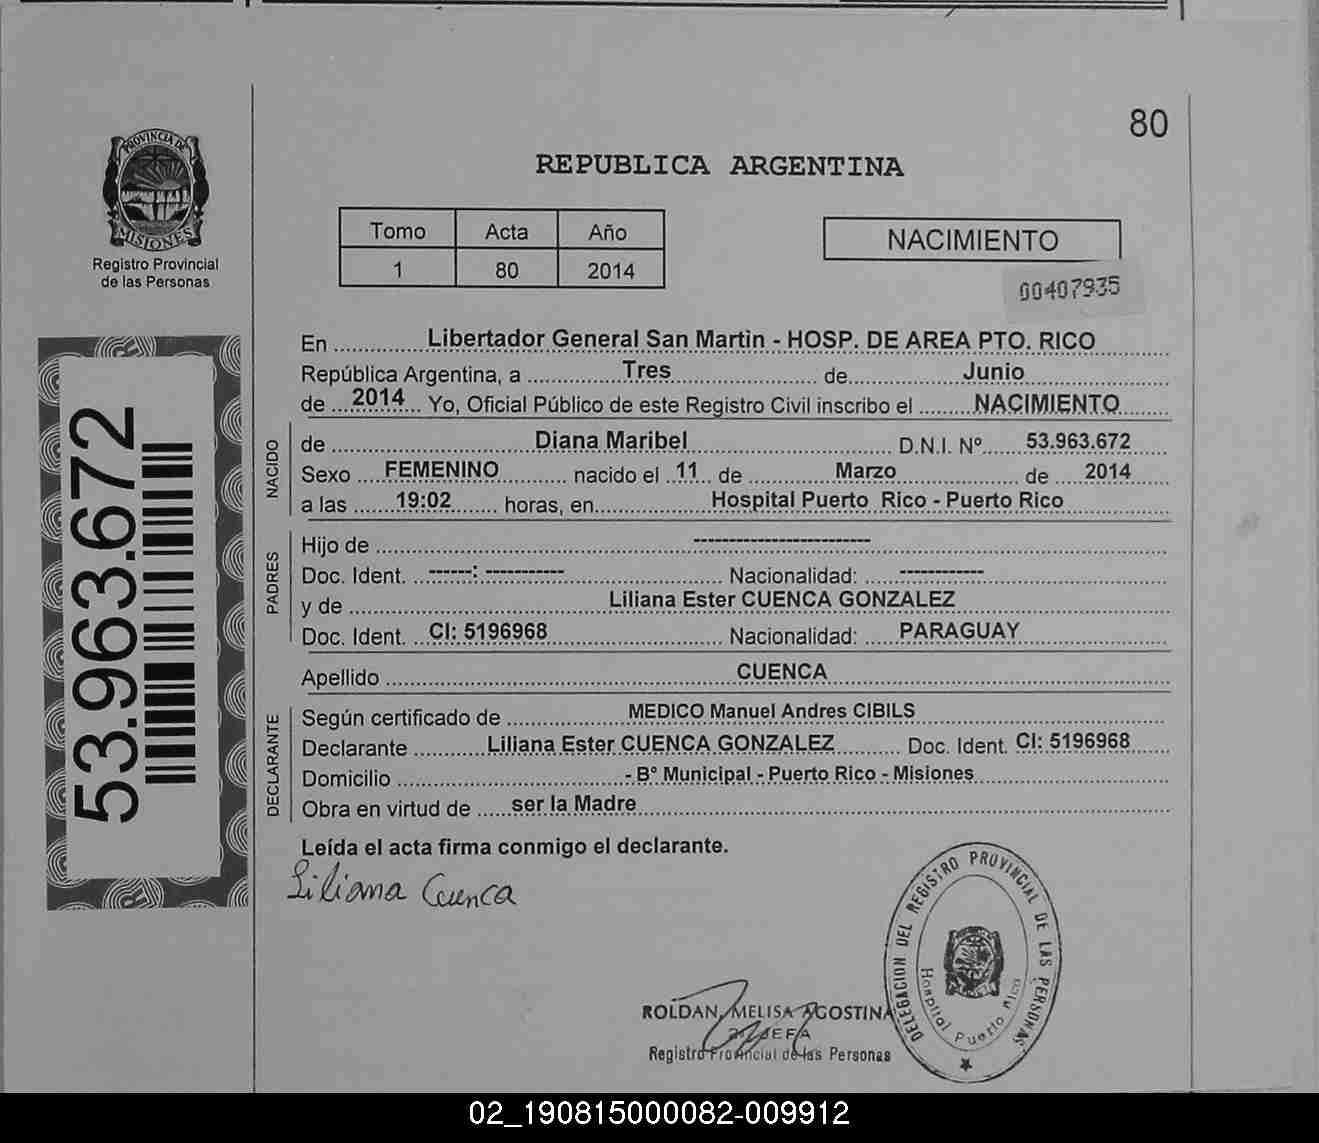 80
REPUBLICA ARGENTINA
PROVINCIA DE
MISIONES
Registro Provincial
de las Personas
Tomo Acta Año
1 80 2014
NACIMIENTO
00407935
53.963.672
En Libertador General San Martin - HOSP. DE AREA PTO. RICO
República Argentina, a Tres de Junio
de 2014 Yo, Oficial Público de este Registro Civil inscribo el NACIMIENTO
NACIDO
de Diana Maribel D.N.I. Nº 53.963.672
Sexo FEMENINO nacido el 11 de Marzo de 2014
a las 19:02 horas, en Hospital Puerto Rico - Puerto Rico
PADRES
Hijo de -------------------------
Doc. Ident. ------: ----------- Nacionalidad: ------------
y de Liliana Ester CUENCA GONZALEZ
Doc. Ident. CI: 5196968 Nacionalidad: PARAGUAY
Apellido CUENCA
DECLARANTE
Según certificado de MEDICO Manuel Andres CIBILS
Declarante Liliana Ester CUENCA GONZALEZ Doc. Ident. CI: 5196968
Domicilio - B° Municipal - Puerto Rico - Misiones
Obra en virtud de ser la Madre
Leída el acta firma conmigo el declarante.
Liliana Cuenca
DELEGACION DEL REGISTRO PROVINCIAL DE LAS PERSONAS
Hospital Puerto Rico
ROLDAN, MELISA AGOSTINA
JEFA
Registro Provincial de las Personas
02_190815000082-009912